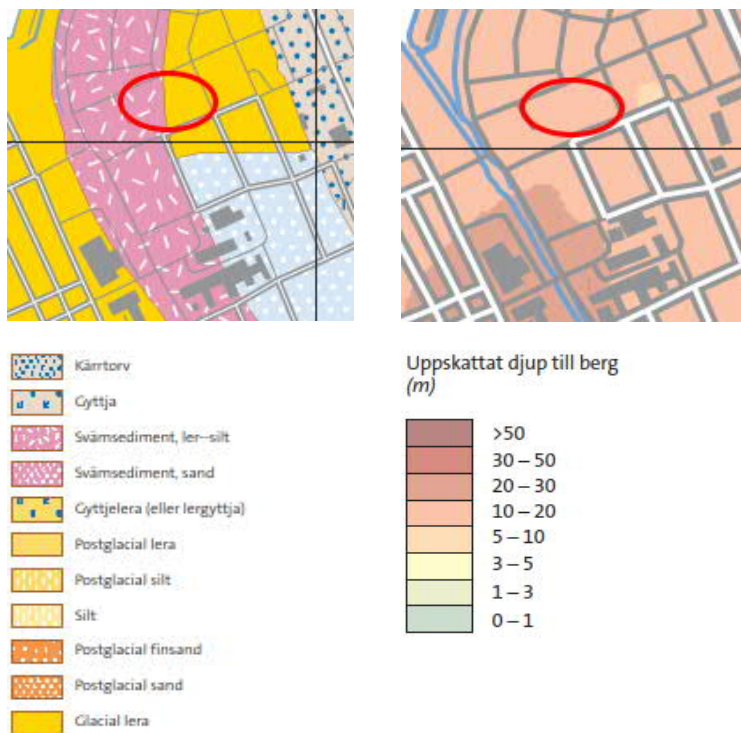 Kärrtorv
Gyttja
Svämsediment, ler--silt
Svämsediment, sand
Gyttjelera (eller lergyttja)
Postglacial lera
Postglacial silt
Silt
Postglacial finsand
Postglacial sand
Glacial lera
Uppskattat djup till berg
(m)
>50
30 – 50
20 – 30
10 – 20
5 – 10
3 – 5
1 – 3
0 – 1